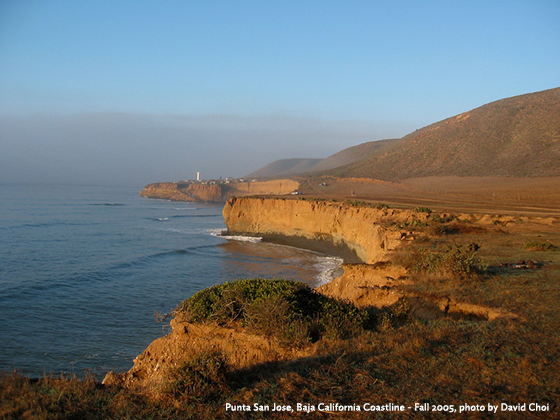 Punta San Jose, Baja California Coastline - Fall 2005, photo by David Choi